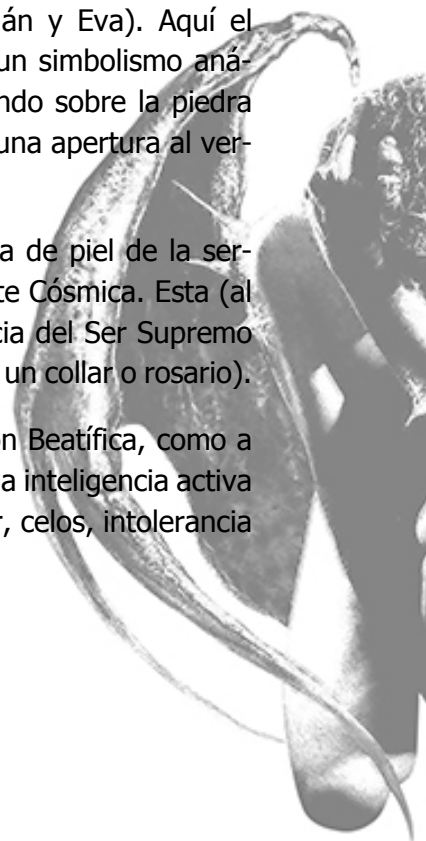 án y Eva). Aquí el
un simbolismo aná-
ndo sobre la piedra
una apertura al ver-
a de piel de la ser-
te Cósmica. Esta (al
cia del Ser Supremo
un collar o rosario).
n Beatífica, como a
a inteligencia activa
r, celos, intolerancia